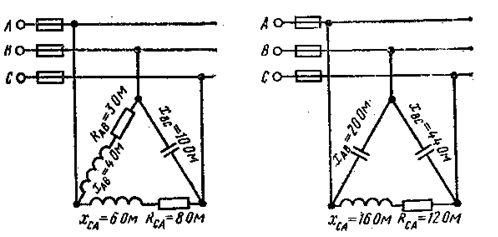 A
B
C
R_AB=3 Ом
x_AB=4 Ом
x_BC=10 Ом
x_CA=6 Ом
R_CA=8 Ом
A
B
C
x_AB=20 Ом
x_BC=44 Ом
x_CA=16 Ом
R_CA=12 Ом